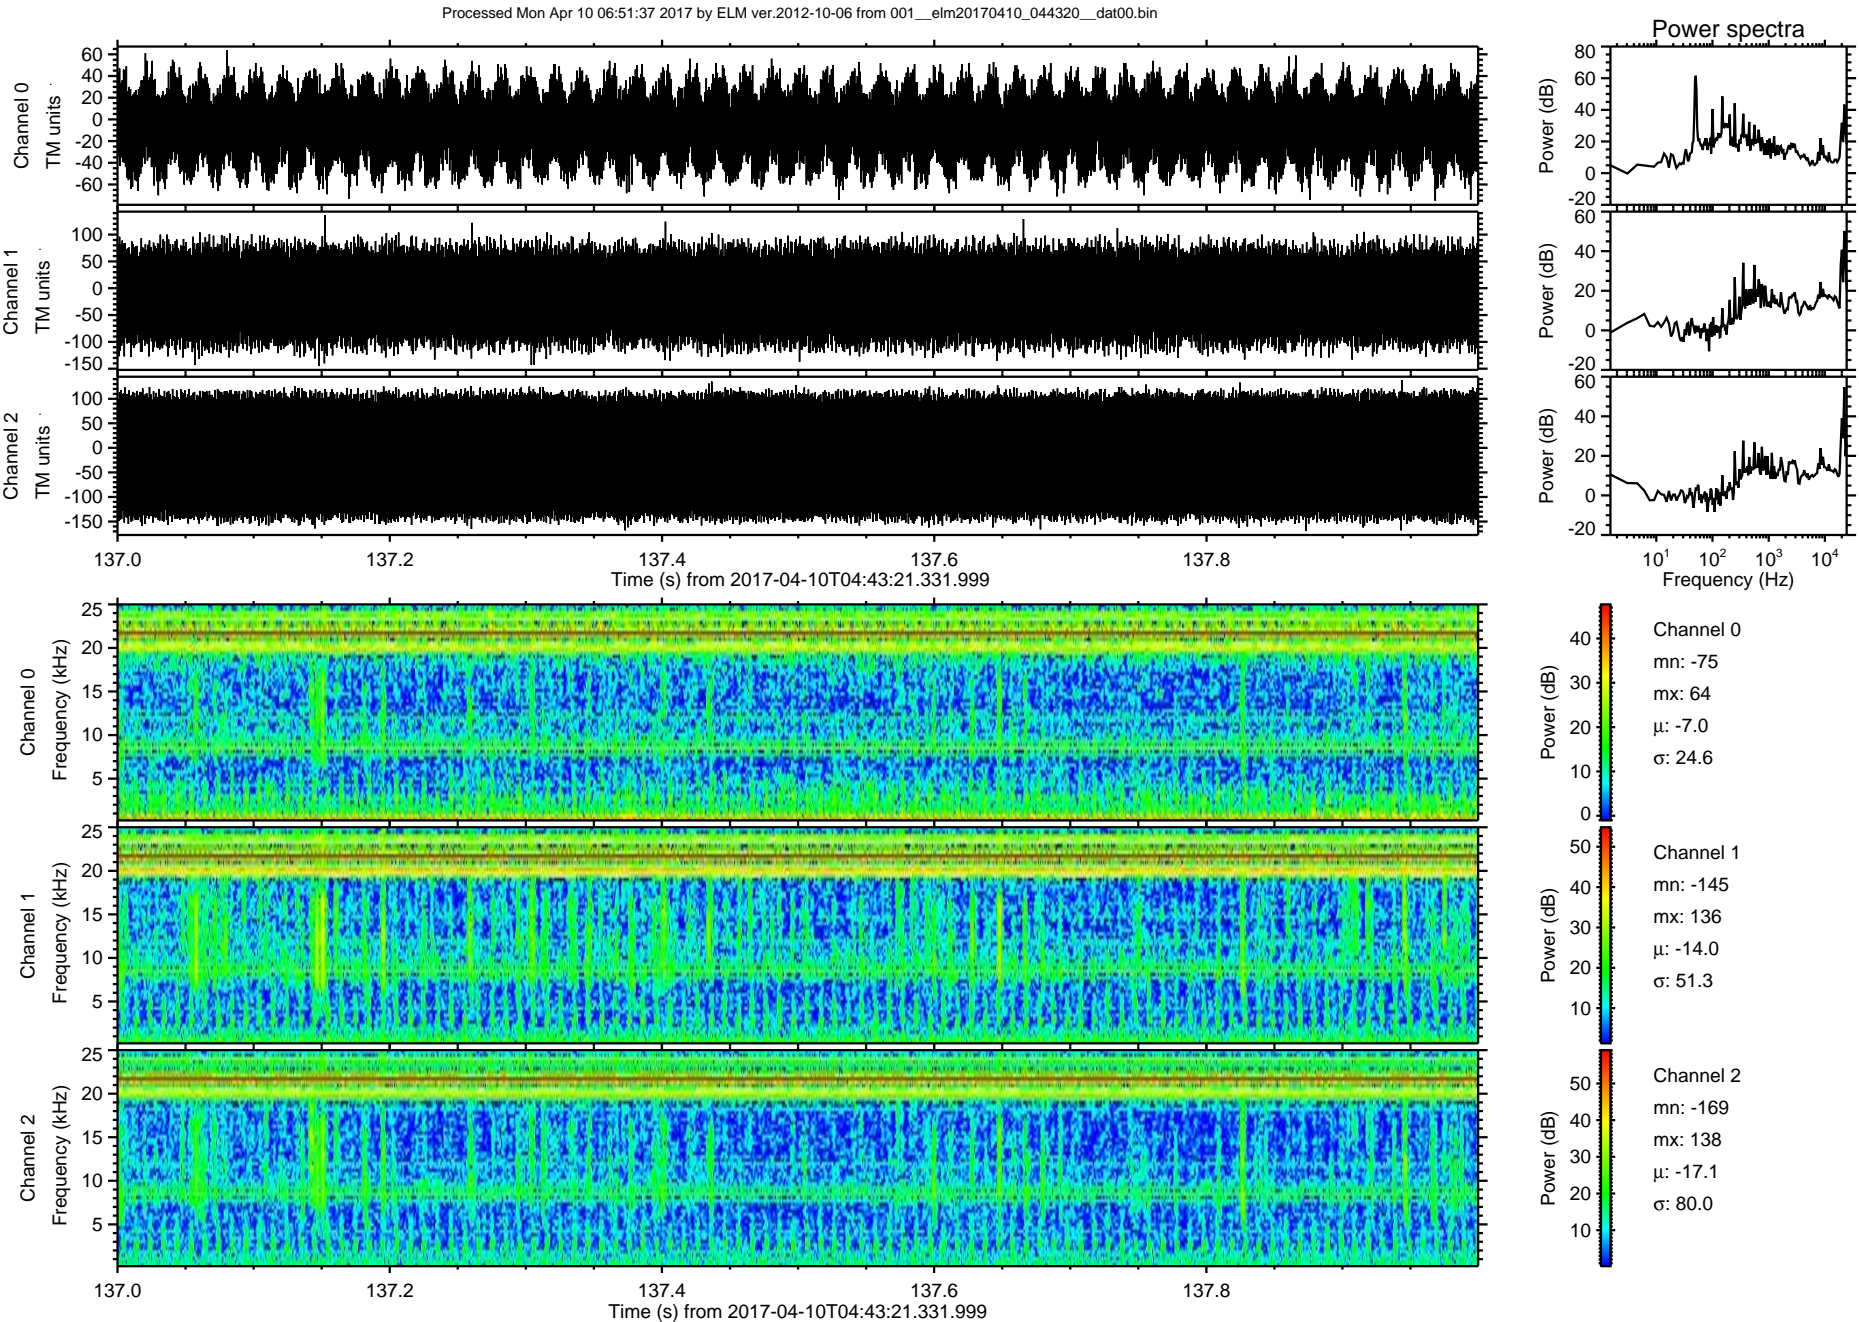 Processed Mon Apr 10 06:51:37 2017 by ELM ver.2012-10-06 from 001__elm20170410_044320__dat00.bin
Power spectra
Channel 0
TM units
60
40
20
0
-20
-40
-60
Power (dB)
80
60
40
20
0
-20
Channel 1
TM units
100
50
0
-50
-100
-150
Power (dB)
60
40
20
0
-20
Channel 2
TM units
100
50
0
-50
-100
-150
Power (dB)
60
40
20
0
-20
137.0 137.2 137.4 137.6 137.8
Time (s) from 2017-04-10T04:43:21.331.999
10^1 10^2 10^3 10^4
Frequency (Hz)
Channel 0
Frequency (kHz)
25
20
15
10
5
Power (dB)
40
30
20
10
0
Channel 0
mn: -75
mx: 64
μ: -7.0
σ: 24.6
Channel 1
Frequency (kHz)
25
20
15
10
5
Power (dB)
50
40
30
20
10
Channel 1
mn: -145
mx: 136
μ: -14.0
σ: 51.3
Channel 2
Frequency (kHz)
25
20
15
10
5
Power (dB)
50
40
30
20
10
Channel 2
mn: -169
mx: 138
μ: -17.1
σ: 80.0
137.0 137.2 137.4 137.6 137.8
Time (s) from 2017-04-10T04:43:21.331.999